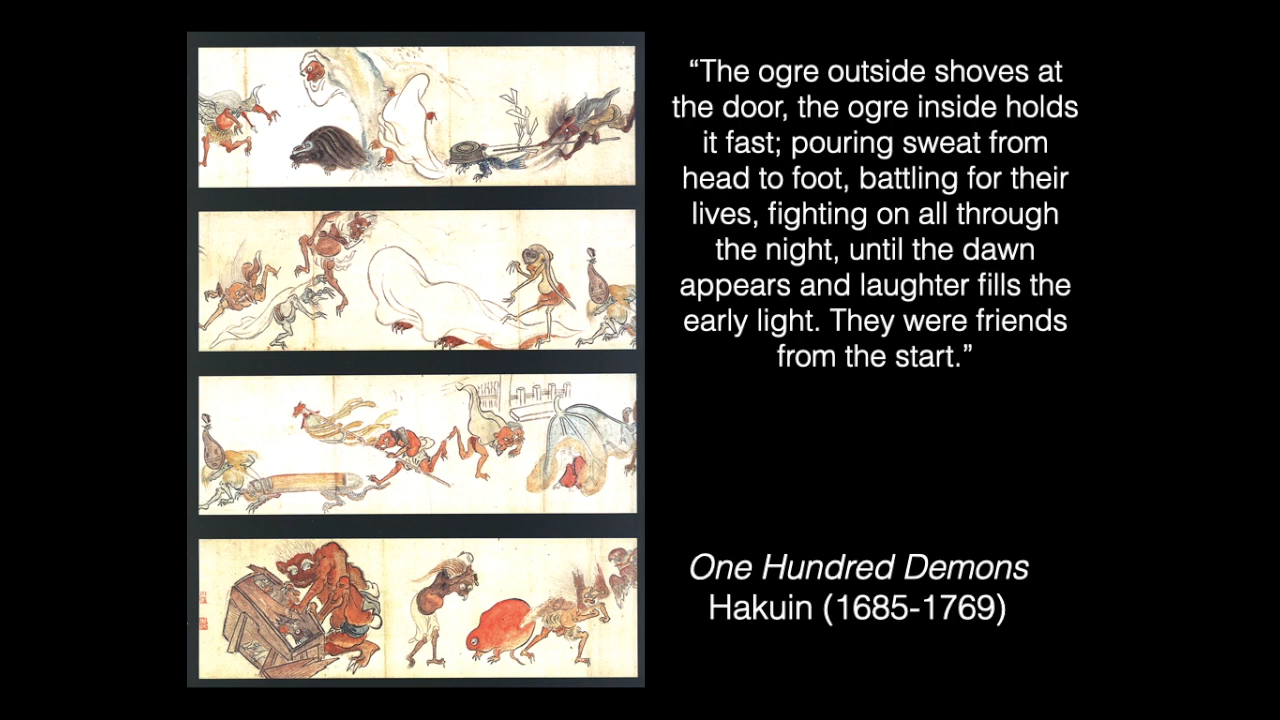 “The ogre outside shoves at
the door, the ogre inside holds
it fast; pouring sweat from
head to foot, battling for their
lives, fighting on all through
the night, until the dawn
appears and laughter fills the
early light. They were friends
from the start.”
One Hundred Demons
Hakuin (1685-1769)